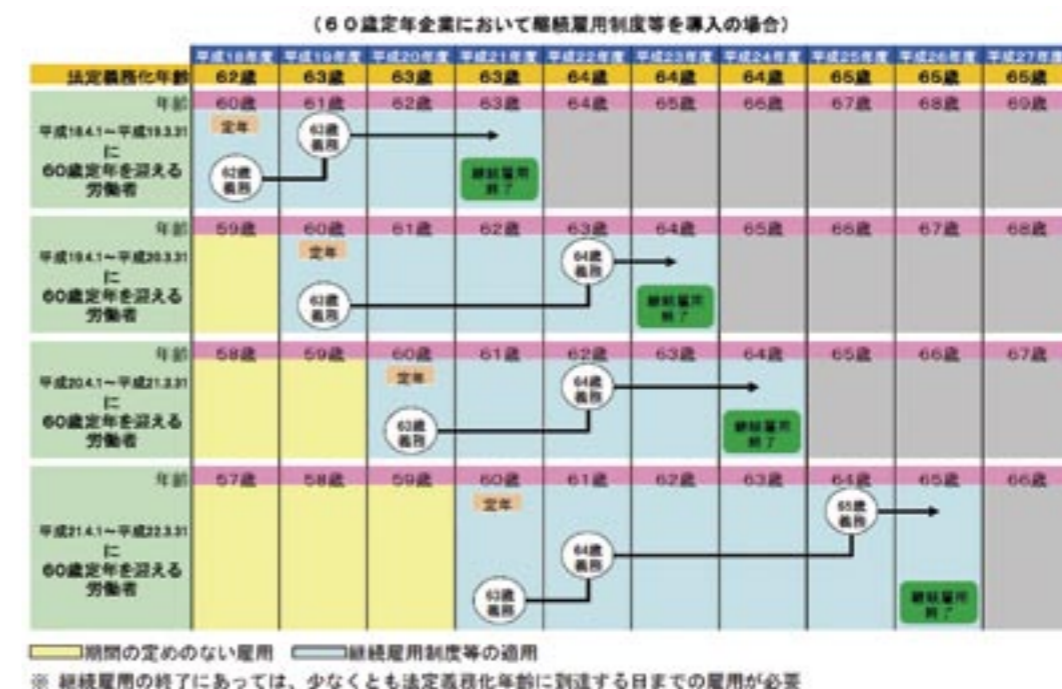 （６０歳定年企業において継続雇用制度等を導入の場合）
平成18年度 平成19年度 平成20年度 平成21年度 平成22年度 平成23年度 平成24年度 平成25年度 平成26年度 平成27年度
法定義務化年齢 62歳 63歳 63歳 63歳 64歳 64歳 64歳 65歳 65歳 65歳
年齢 60歳 61歳 62歳 63歳 64歳 65歳 66歳 67歳 68歳 69歳
平成18.4.1～平成19.3.31
に
60歳定年を迎える
労働者
定年
62歳
義務
63歳
義務
継続雇用
終了
年齢 59歳 60歳 61歳 62歳 63歳 64歳 65歳 66歳 67歳 68歳
平成19.4.1～平成20.3.31
に
60歳定年を迎える
労働者
定年
63歳
義務
64歳
義務
継続雇用
終了
年齢 58歳 59歳 60歳 61歳 62歳 63歳 64歳 65歳 66歳 67歳
平成20.4.1～平成21.3.31
に
60歳定年を迎える
労働者
定年
63歳
義務
64歳
義務
継続雇用
終了
年齢 57歳 58歳 59歳 60歳 61歳 62歳 63歳 64歳 65歳 66歳
平成21.4.1～平成22.3.31
に
60歳定年を迎える
労働者
定年
63歳
義務
64歳
義務
65歳
義務
継続雇用
終了
期間の定めのない雇用 継続雇用制度等の適用
※ 継続雇用の終了にあっては、少なくとも法定義務化年齢に到達する日までの雇用が必要